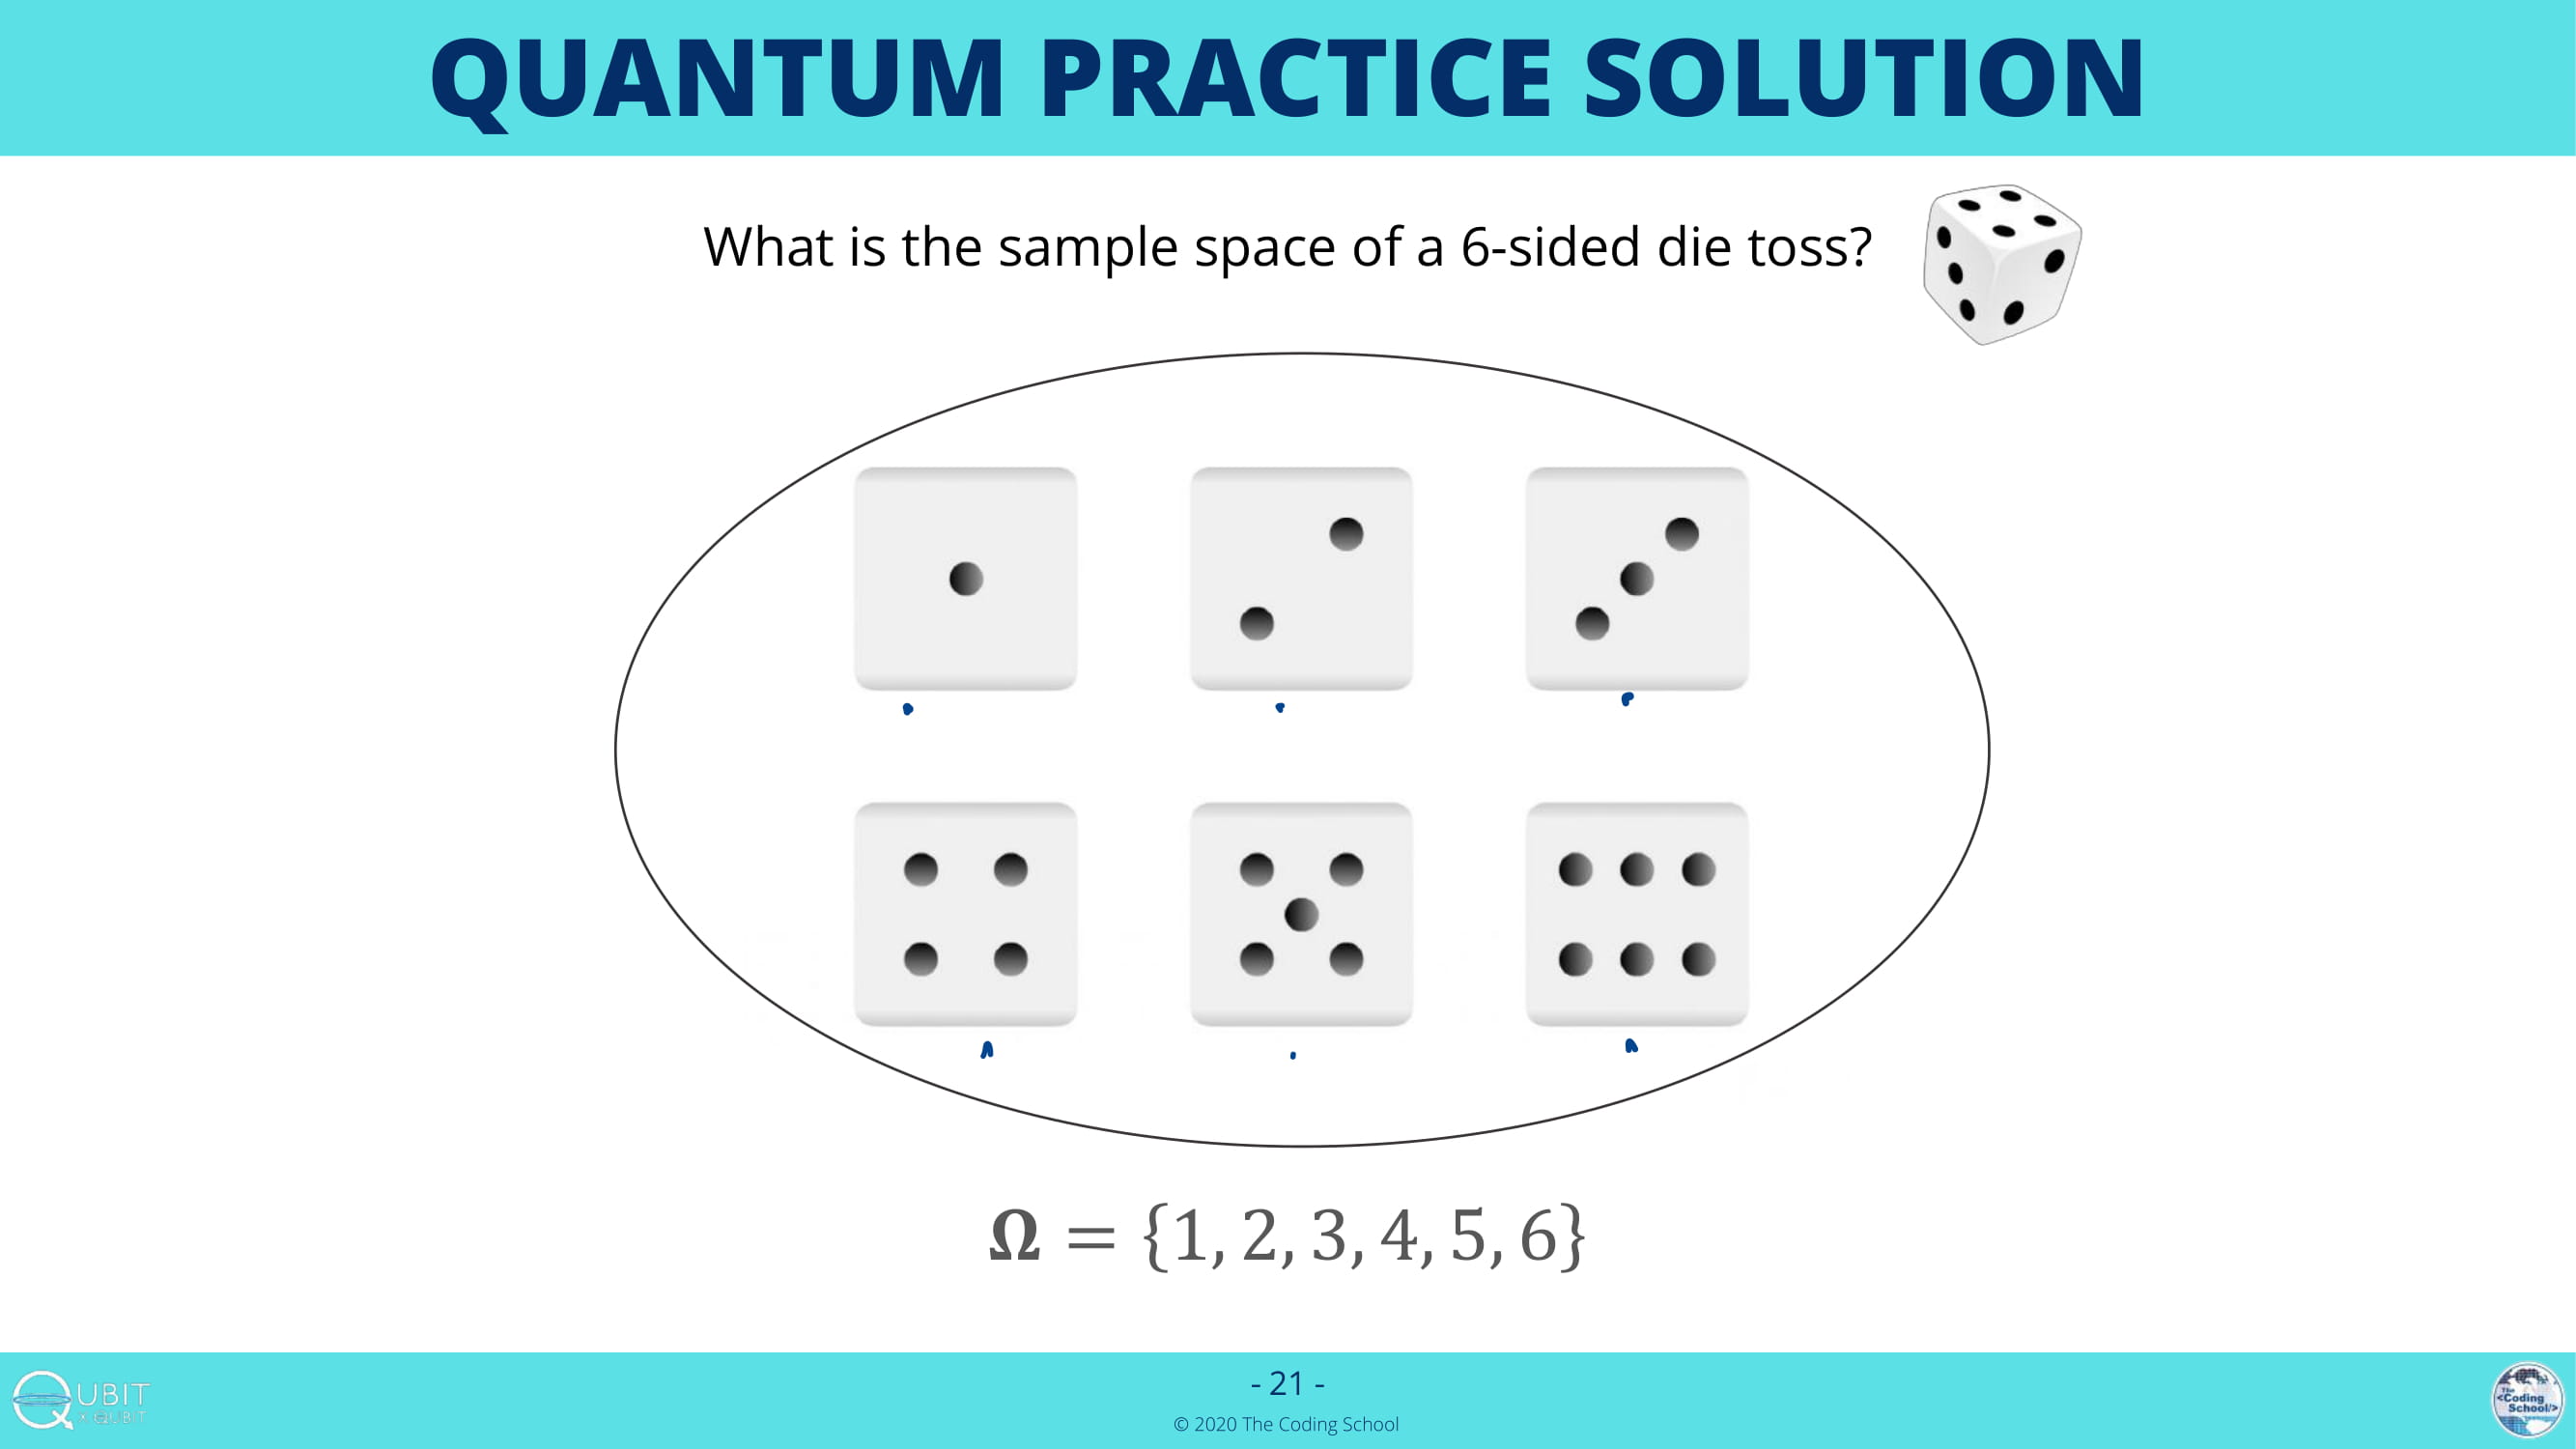 QUANTUM PRACTICE SOLUTION
What is the sample space of a 6-sided die toss?
Ω = {1, 2, 3, 4, 5, 6}
- 21 -
© 2020 The Coding School
QUBIT
x QUBIT
The
<Coding
School/>